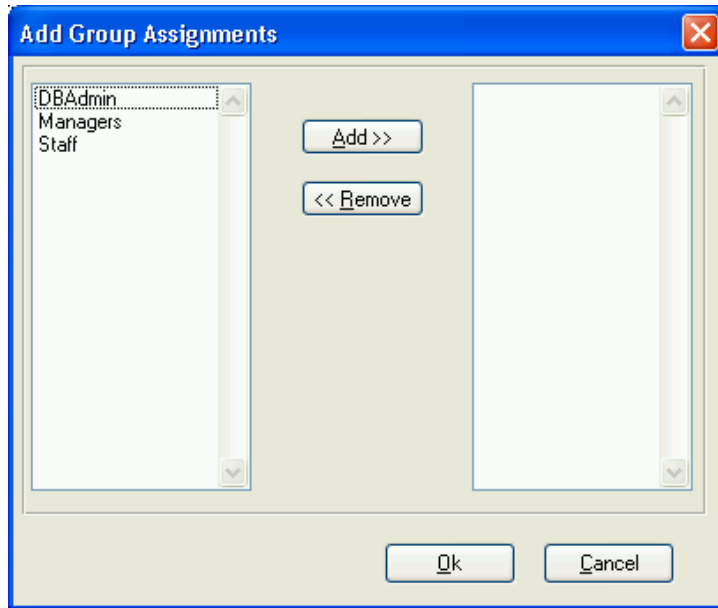 Add Group Assignments
DBAdmin
Managers
Staff
Add >>
<< Remove
Ok
Cancel